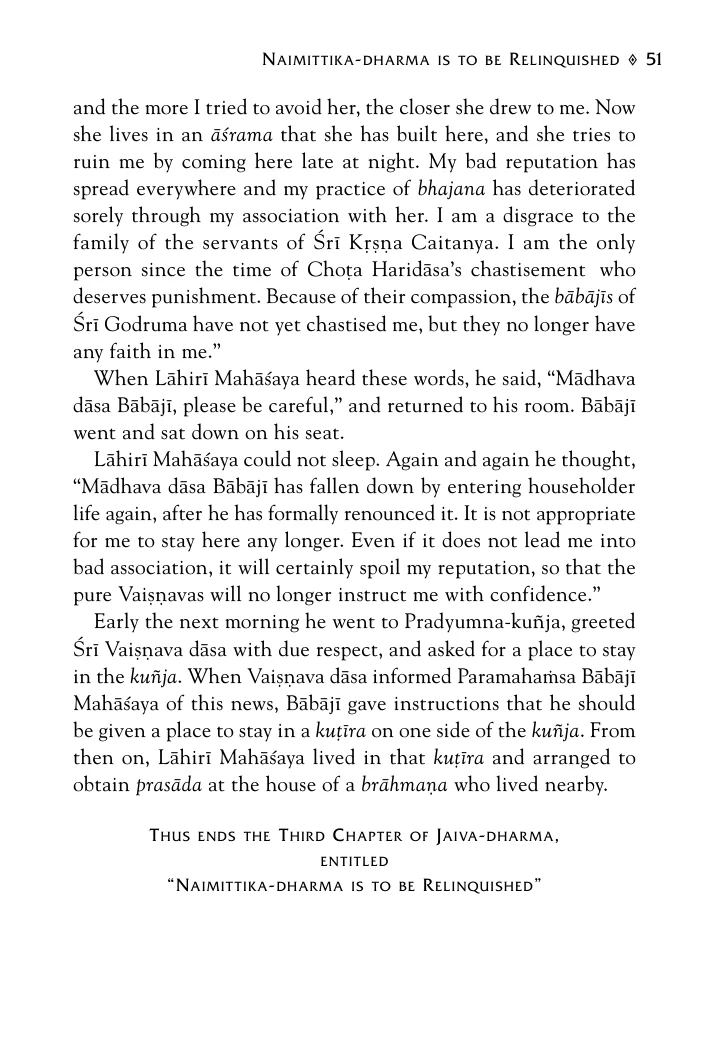 Naimittika-dharma is to be Relinquished ◊ 51
and the more I tried to avoid her, the closer she drew to me. Now
she lives in an āśrama that she has built here, and she tries to
ruin me by coming here late at night. My bad reputation has
spread everywhere and my practice of bhajana has deteriorated
sorely through my association with her. I am a disgrace to the
family of the servants of Śrī Kṛṣṇa Caitanya. I am the only
person since the time of Choṭa Haridāsa’s chastisement who
deserves punishment. Because of their compassion, the bābājīs of
Śrī Godruma have not yet chastised me, but they no longer have
any faith in me.”
When Lāhirī Mahāśaya heard these words, he said, “Mādhava
dāsa Bābājī, please be careful,” and returned to his room. Bābājī
went and sat down on his seat.
Lāhirī Mahāśaya could not sleep. Again and again he thought,
“Mādhava dāsa Bābājī has fallen down by entering householder
life again, after he has formally renounced it. It is not appropriate
for me to stay here any longer. Even if it does not lead me into
bad association, it will certainly spoil my reputation, so that the
pure Vaiṣṇavas will no longer instruct me with confidence.”
Early the next morning he went to Pradyumna-kuñja, greeted
Śrī Vaiṣṇava dāsa with due respect, and asked for a place to stay
in the kuñja. When Vaiṣṇava dāsa informed Paramahaṁsa Bābājī
Mahāśaya of this news, Bābājī gave instructions that he should
be given a place to stay in a kuṭīra on one side of the kuñja. From
then on, Lāhirī Mahāśaya lived in that kuṭīra and arranged to
obtain prasāda at the house of a brāhmaṇa who lived nearby.
Thus ends the Third Chapter of Jaiva-dharma,
entitled
“Naimittika-dharma is to be Relinquished”